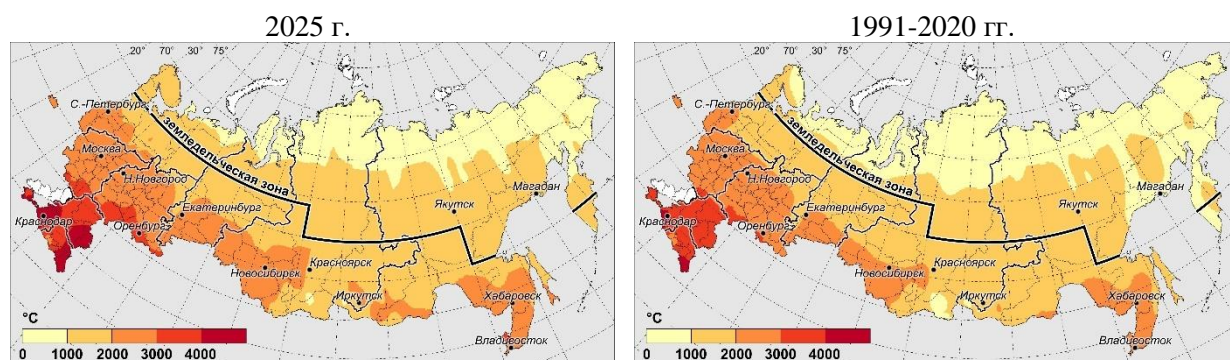 2025 г.
20° 70° 30° 75°
С.-Петербург
земледельческая зона
Москва
Н.Новгород
Магадан
Екатеринбург
Якутск
Краснодар
Оренбург
Красноярск
Новосибирск
Иркутск
Хабаровск
°C
Владивосток
0 1000 2000 3000 4000
1991-2020 гг.
20° 70° 30° 75°
С.-Петербург
земледельческая зона
Москва
Н.Новгород
Магадан
Екатеринбург
Якутск
Краснодар
Оренбург
Красноярск
Новосибирск
Иркутск
Хабаровск
°C
Владивосток
0 1000 2000 3000 4000